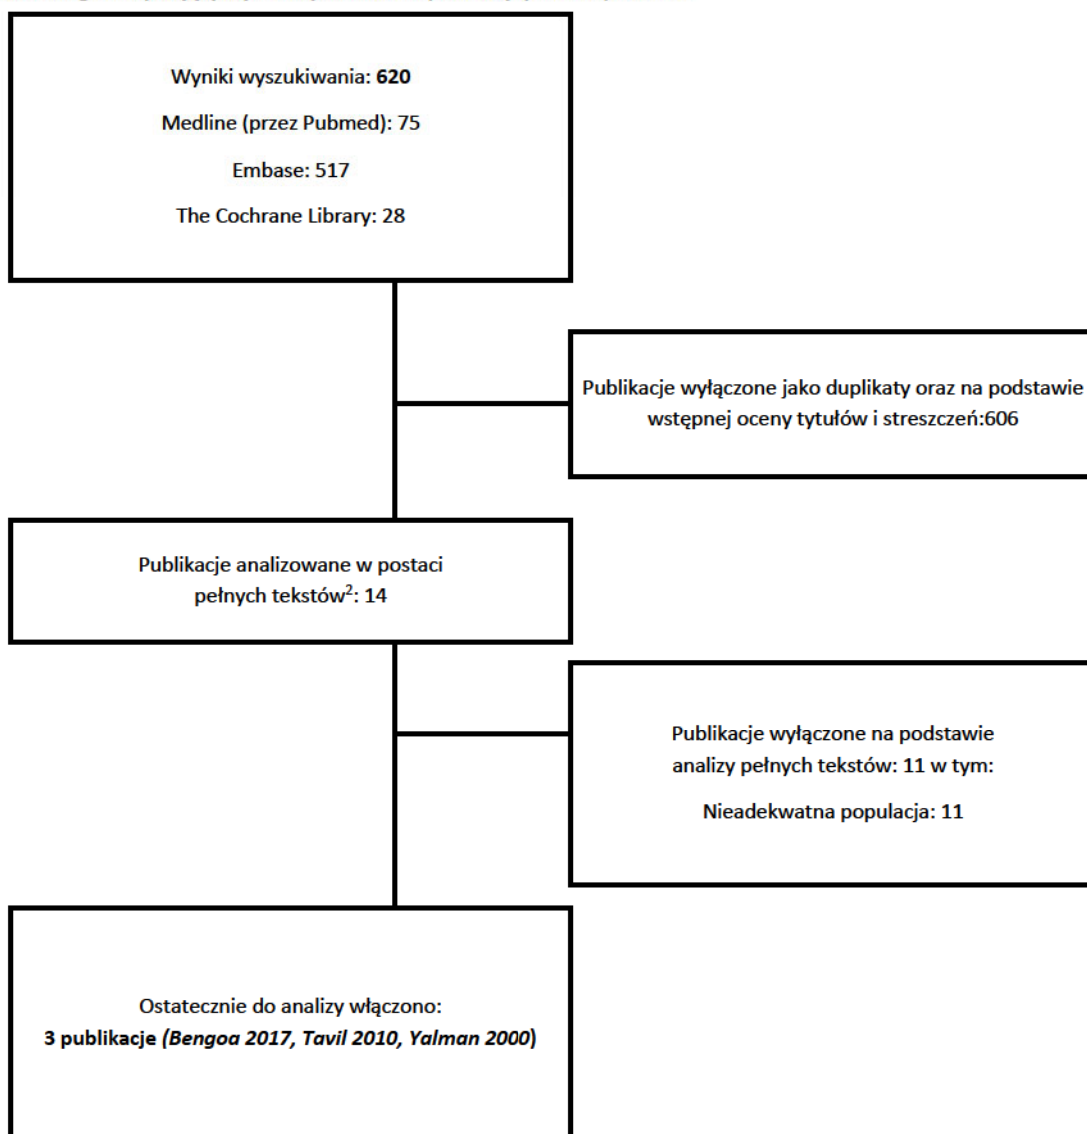 Wyniki wyszukiwania: 620
Medline (przez Pubmed): 75
Embase: 517
The Cochrane Library: 28
Publikacje wyłączone jako duplikaty oraz na podstawie
wstępnej oceny tytułów i streszczeń:606
Publikacje analizowane w postaci
pełnych tekstów²: 14
Publikacje wyłączone na podstawie
analizy pełnych tekstów: 11 w tym:
Nieadekwatna populacja: 11
Ostatecznie do analizy włączono:
3 publikacje (Bengoa 2017, Tavil 2010, Yalman 2000)